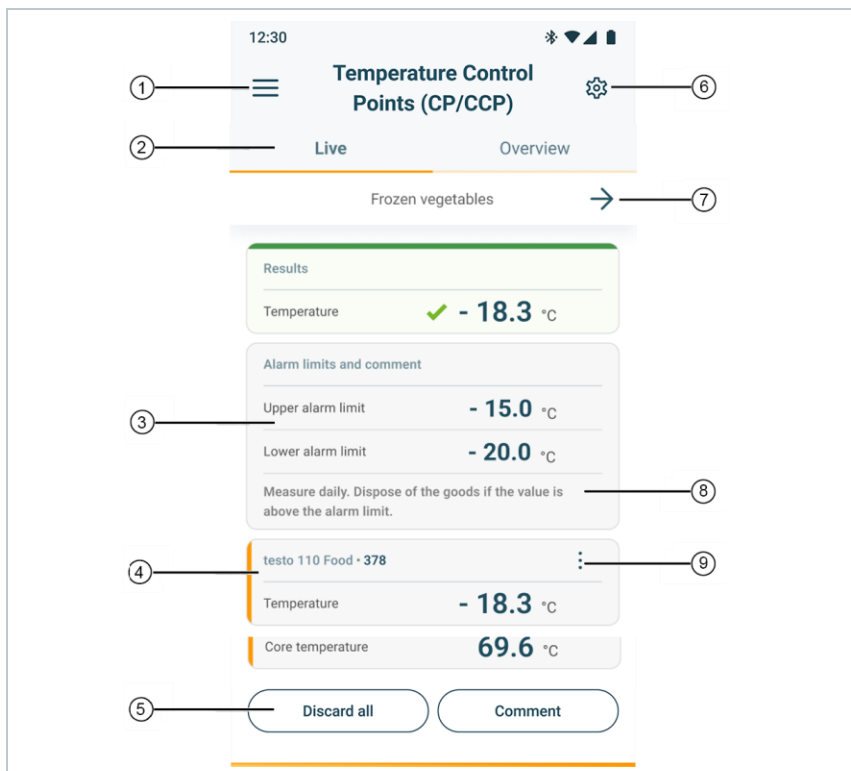 12:30
Temperature Control
Points (CP/CCP)
1
6
2
Live Overview
Frozen vegetables
7
Results
Temperature - 18.3 °C
Alarm limits and comment
Upper alarm limit - 15.0 °C
3
Lower alarm limit - 20.0 °C
Measure daily. Dispose of the goods if the value is
above the alarm limit.
8
testo 110 Food • 378
9
4
Temperature - 18.3 °C
Core temperature 69.6 °C
5
Discard all Comment